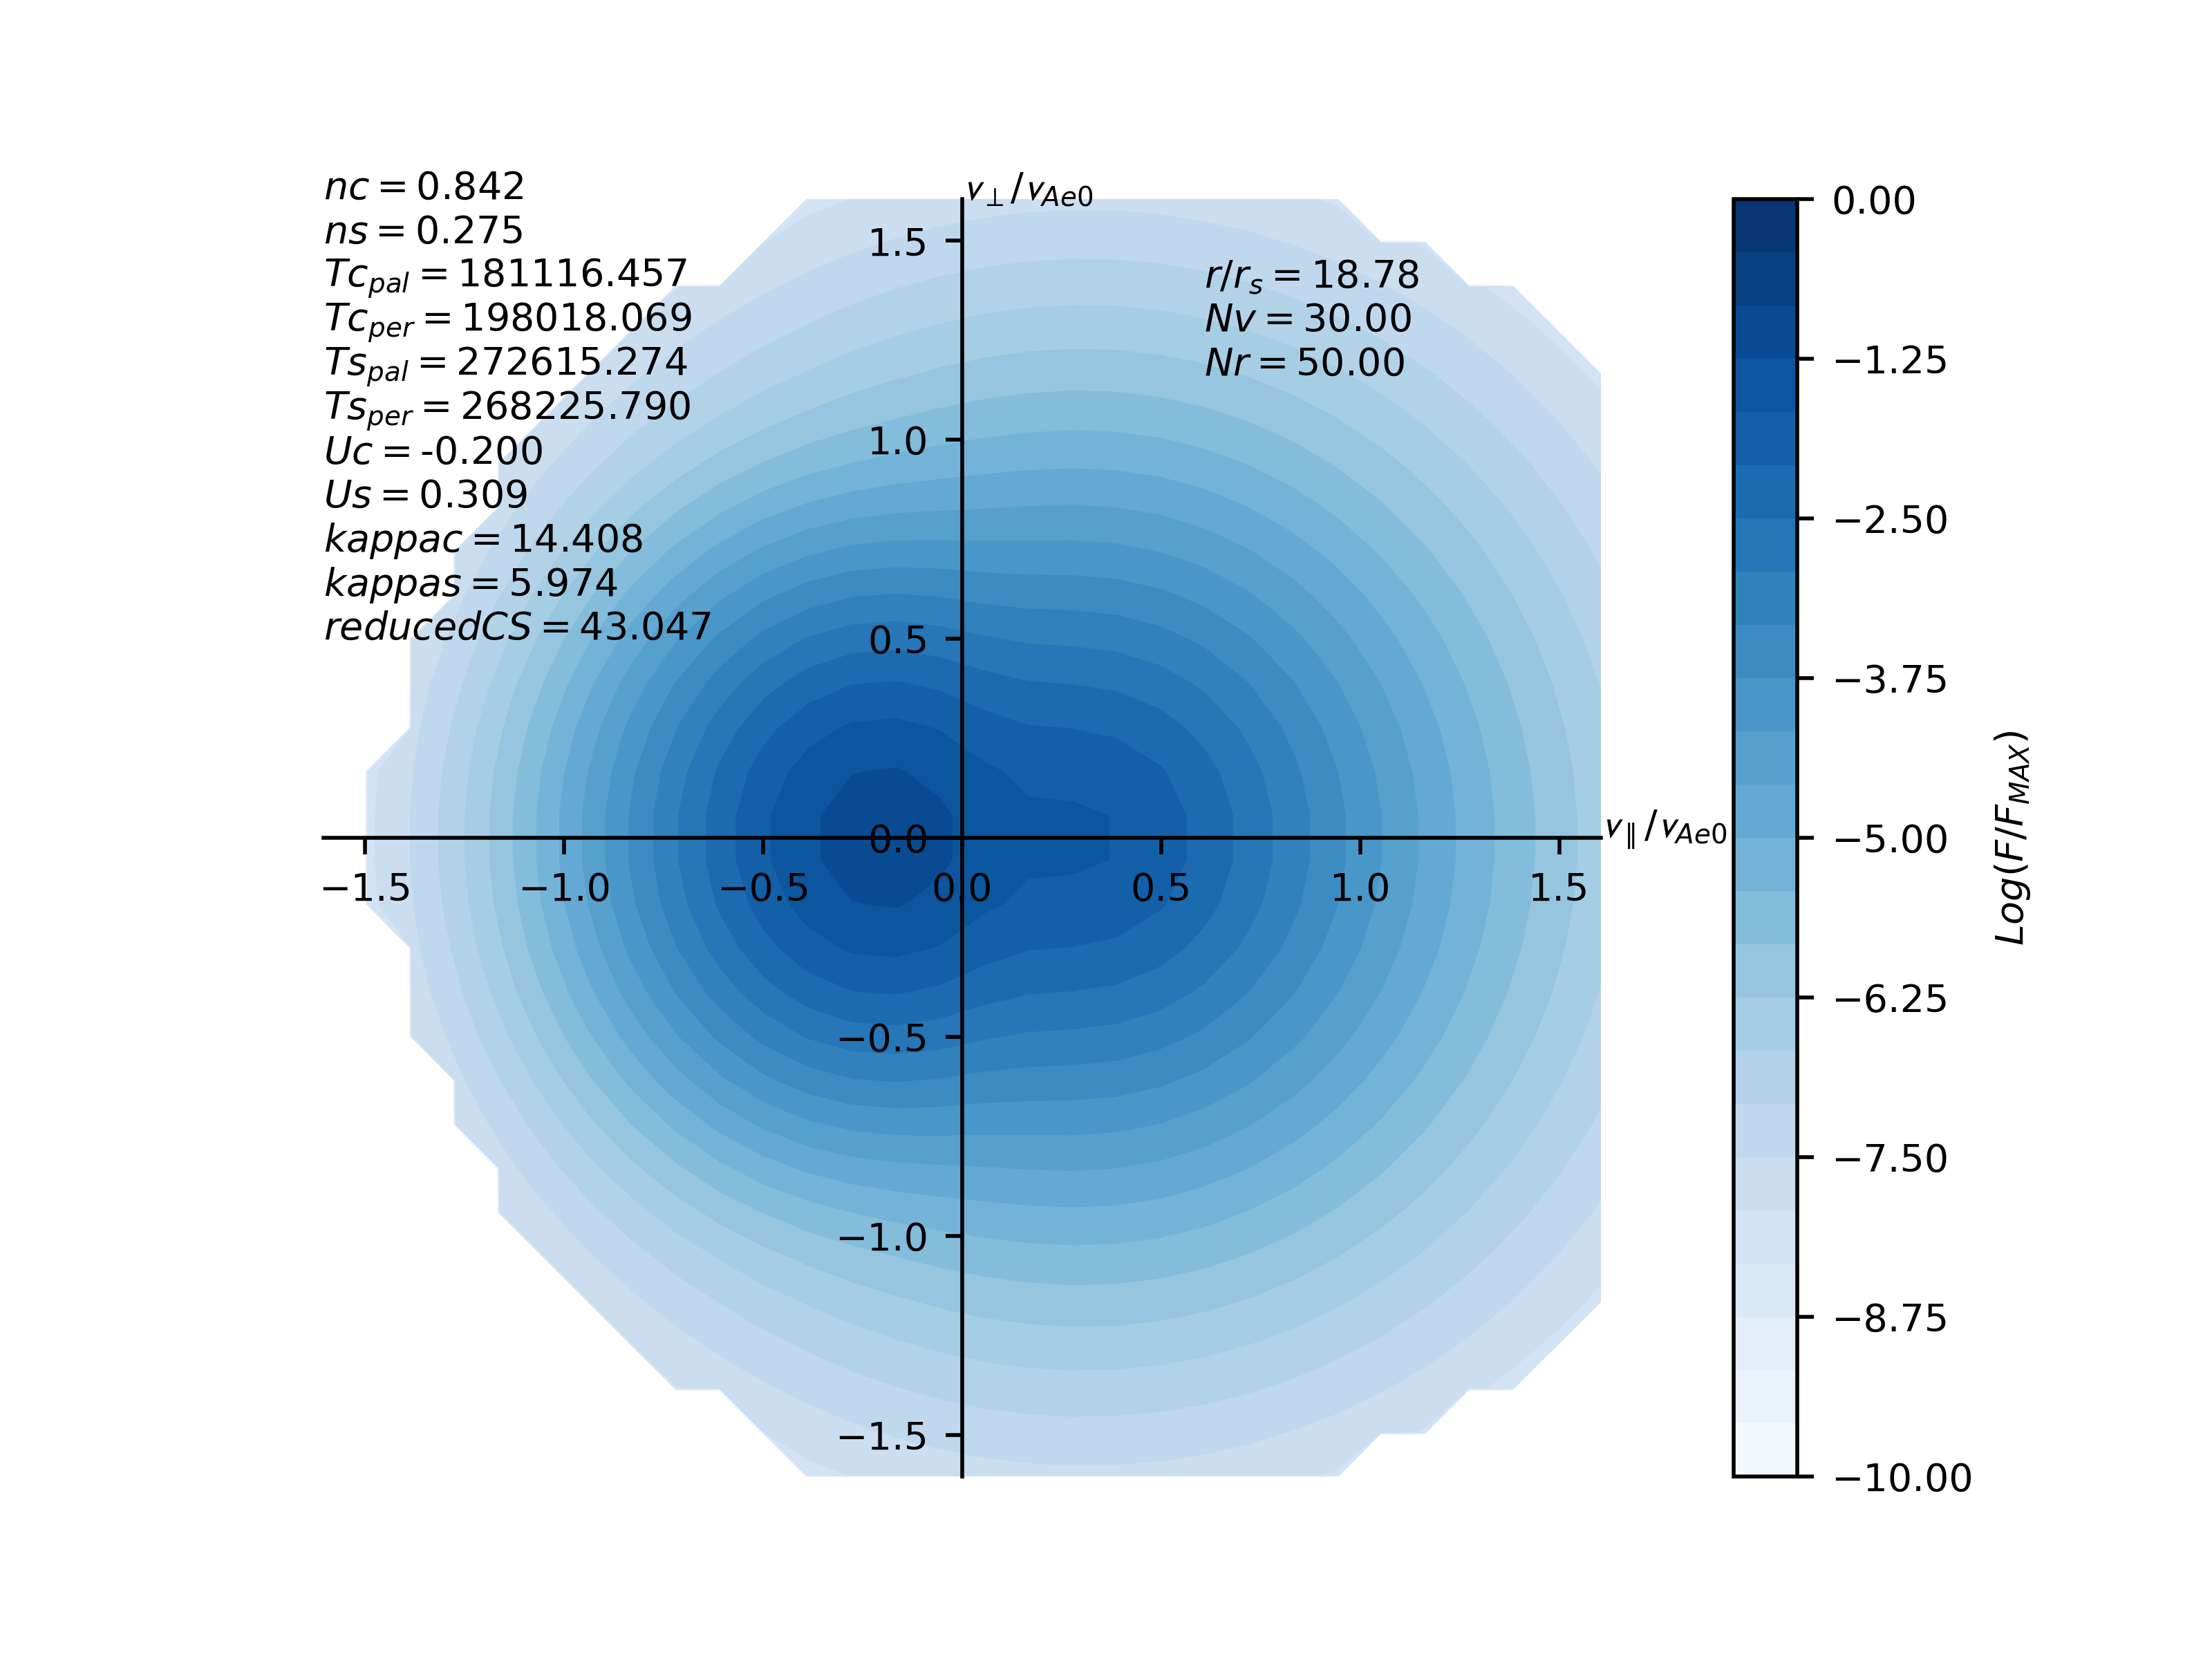 nc = 0.842
ns = 0.275
Tc_pal = 181116.457
Tc_per = 198018.069
Ts_pal = 272615.274
Ts_per = 268225.790
Uc = -0.200
Us = 0.309
kappac = 14.408
kappas = 5.974
reducedCS = 43.047
v⊥/v_Ae0
r/r_s = 18.78
Nv = 30.00
Nr = 50.00
1.5
1.0
0.5
0.0
−0.5
−1.0
−1.5
−1.5 −1.0 −0.5 0.0 0.5 1.0 1.5
v∥/v_Ae0
0.00
−1.25
−2.50
−3.75
−5.00
−6.25
−7.50
−8.75
−10.00
Log(F/F_MAX)